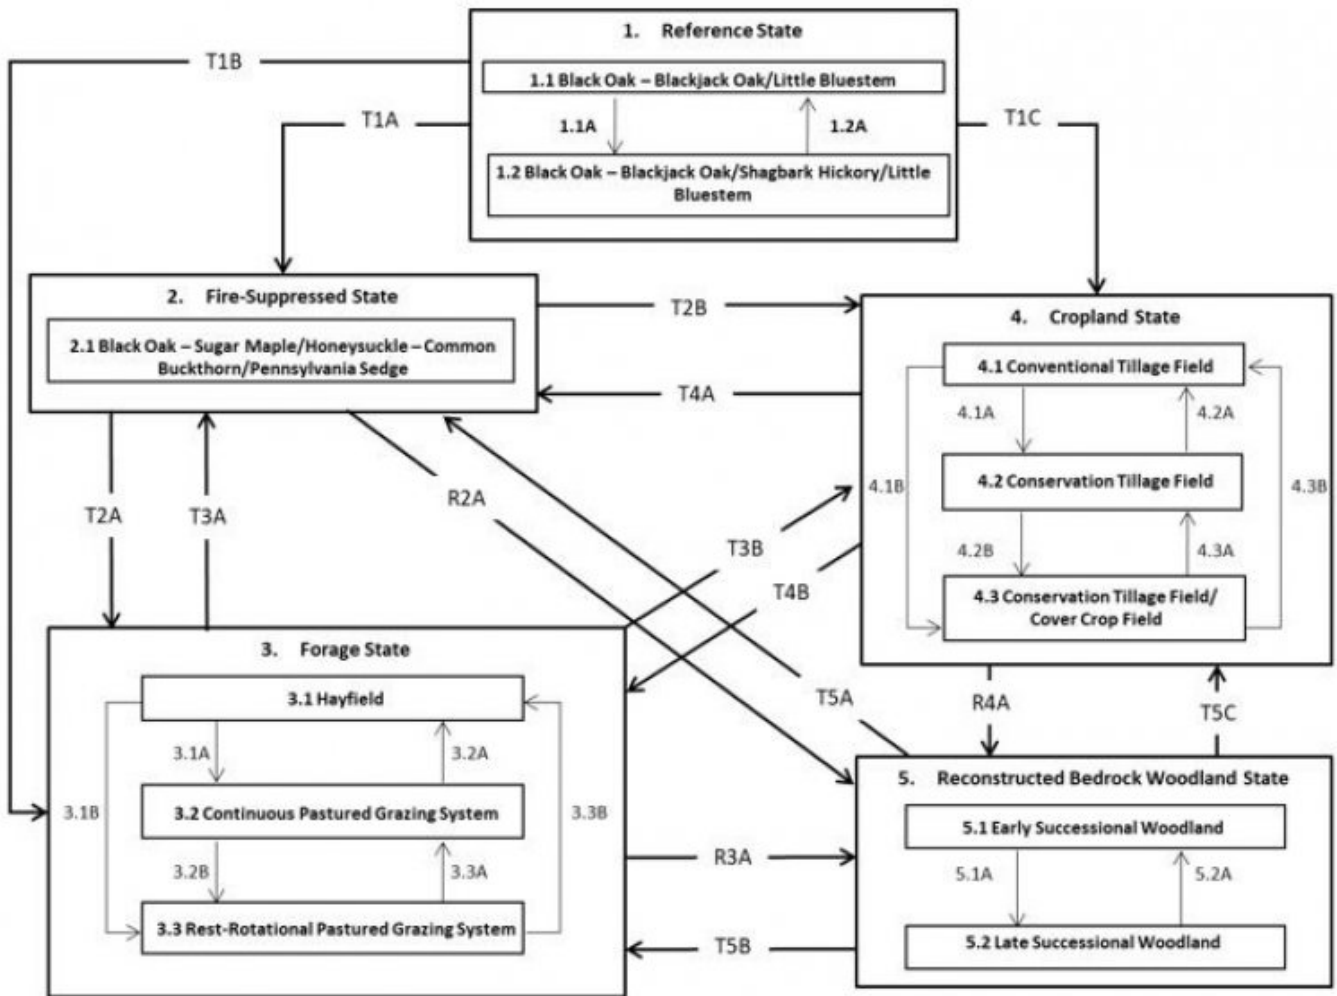 1. Reference State
T1B
1.1 Black Oak – Blackjack Oak/Little Bluestem
T1A
1.1A
1.2A
T1C
1.2 Black Oak – Blackjack Oak/Shagbark Hickory/Little
Bluestem
2. Fire-Suppressed State
T2B
4. Cropland State
2.1 Black Oak – Sugar Maple/Honeysuckle – Common
Buckthorn/Pennsylvania Sedge
4.1 Conventional Tillage Field
T4A
4.1A
4.2A
4.2 Conservation Tillage Field
4.1B
4.3B
T2A
T3A
R2A
T3B
4.2B
4.3A
T4B
4.3 Conservation Tillage Field/
Cover Crop Field
3. Forage State
3.1 Hayfield
T5A
R4A
T5C
3.1A
3.2A
5. Reconstructed Bedrock Woodland State
3.1B
3.2 Continuous Pastured Grazing System
3.3B
5.1 Early Successional Woodland
R3A
3.2B
3.3A
5.1A
5.2A
3.3 Rest-Rotational Pastured Grazing System
T5B
5.2 Late Successional Woodland